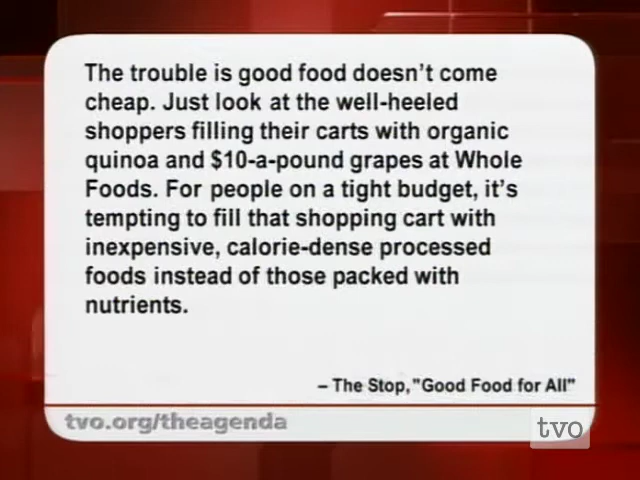 The trouble is good food doesn't come
cheap. Just look at the well-heeled
shoppers filling their carts with organic
quinoa and $10-a-pound grapes at Whole
Foods. For people on a tight budget, it's
tempting to fill that shopping cart with
inexpensive, calorie-dense processed
foods instead of those packed with
nutrients.
– The Stop, "Good Food for All"
tvo.org/theagenda
tvo